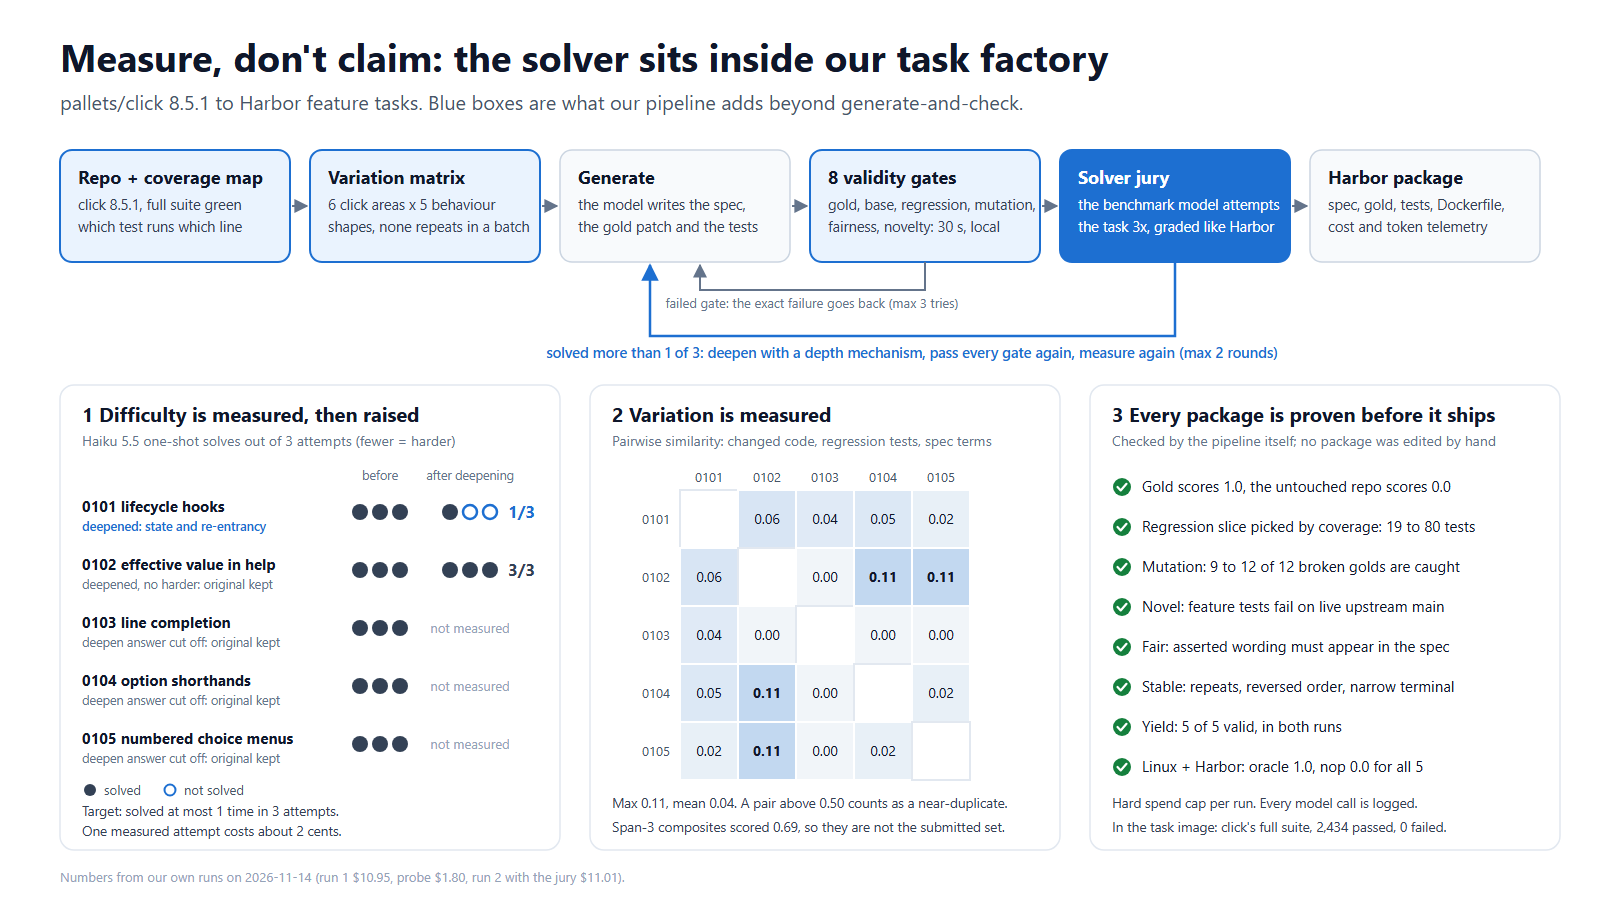 Measure, don't claim: the solver sits inside our task factory
pallets/click 8.5.1 to Harbor feature tasks. Blue boxes are what our pipeline adds beyond generate-and-check.
Repo + coverage map
click 8.5.1, full suite green
which test runs which line
Variation matrix
6 click areas x 5 behaviour
shapes, none repeats in a batch
Generate
the model writes the spec,
the gold patch and the tests
8 validity gates
gold, base, regression, mutation,
fairness, novelty: 30 s, local
Solver jury
the benchmark model attempts
the task 3x, graded like Harbor
Harbor package
spec, gold, tests, Dockerfile,
cost and token telemetry
failed gate: the exact failure goes back (max 3 tries)
solved more than 1 of 3: deepen with a depth mechanism, pass every gate again, measure again (max 2 rounds)
1 Difficulty is measured, then raised
Haiku 5.5 one-shot solves out of 3 attempts (fewer = harder)
before after deepening
0101 lifecycle hooks
deepened: state and re-entrancy
1/3
0102 effective value in help
deepened, no harder: original kept
3/3
0103 line completion
deepen answer cut off: original kept
not measured
0104 option shorthands
deepen answer cut off: original kept
not measured
0105 numbered choice menus
deepen answer cut off: original kept
not measured
solved not solved
Target: solved at most 1 time in 3 attempts.
One measured attempt costs about 2 cents.
2 Variation is measured
Pairwise similarity: changed code, regression tests, spec terms
0101 0102 0103 0104 0105
0101 0.06 0.04 0.05 0.02
0102 0.06 0.00 0.11 0.11
0103 0.04 0.00 0.00 0.00
0104 0.05 0.11 0.00 0.02
0105 0.02 0.11 0.00 0.02
Max 0.11, mean 0.04. A pair above 0.50 counts as a near-duplicate.
Span-3 composites scored 0.69, so they are not the submitted set.
3 Every package is proven before it ships
Checked by the pipeline itself; no package was edited by hand
Gold scores 1.0, the untouched repo scores 0.0
Regression slice picked by coverage: 19 to 80 tests
Mutation: 9 to 12 of 12 broken golds are caught
Novel: feature tests fail on live upstream main
Fair: asserted wording must appear in the spec
Stable: repeats, reversed order, narrow terminal
Yield: 5 of 5 valid, in both runs
Linux + Harbor: oracle 1.0, nop 0.0 for all 5
Hard spend cap per run. Every model call is logged.
In the task image: click's full suite, 2,434 passed, 0 failed.
Numbers from our own runs on 2026-11-14 (run 1 $10.95, probe $1.80, run 2 with the jury $11.01).